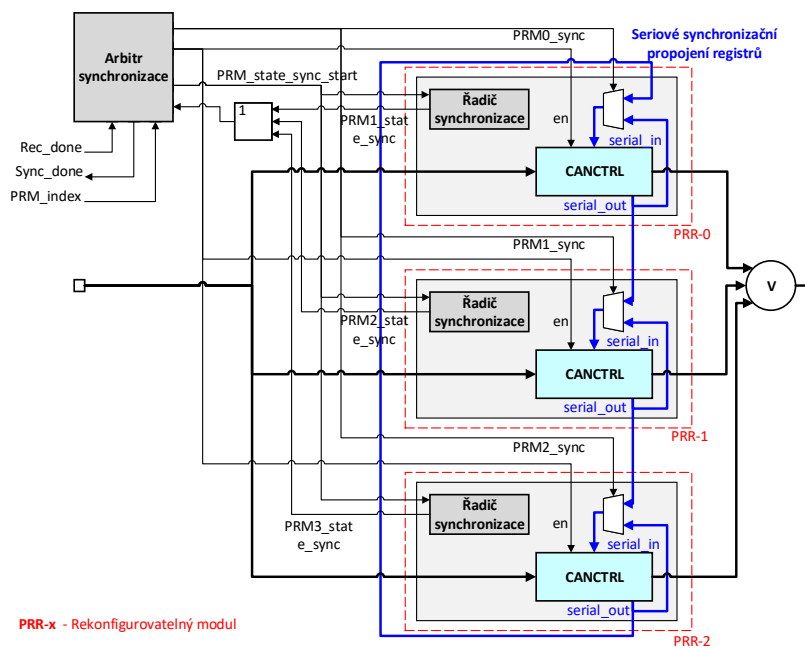 Arbitr
synchronizace
PRM0_sync
Seriové synchronizační
propojení registrů
PRM_state_sync_start
1
Řadič
synchronizace
PRM1_stat
e_sync
en
serial_in
Rec_done
Sync_done
PRM_index
CANCTRL
serial_out
PRR-0
PRM1_sync
Řadič
synchronizace
PRM2_stat
e_sync
en
serial_in
V
CANCTRL
serial_out
PRR-1
PRM2_sync
Řadič
synchronizace
PRM3_stat
e_sync
en
serial_in
CANCTRL
serial_out
PRR-x - Rekonfigurovatelný modul
PRR-2